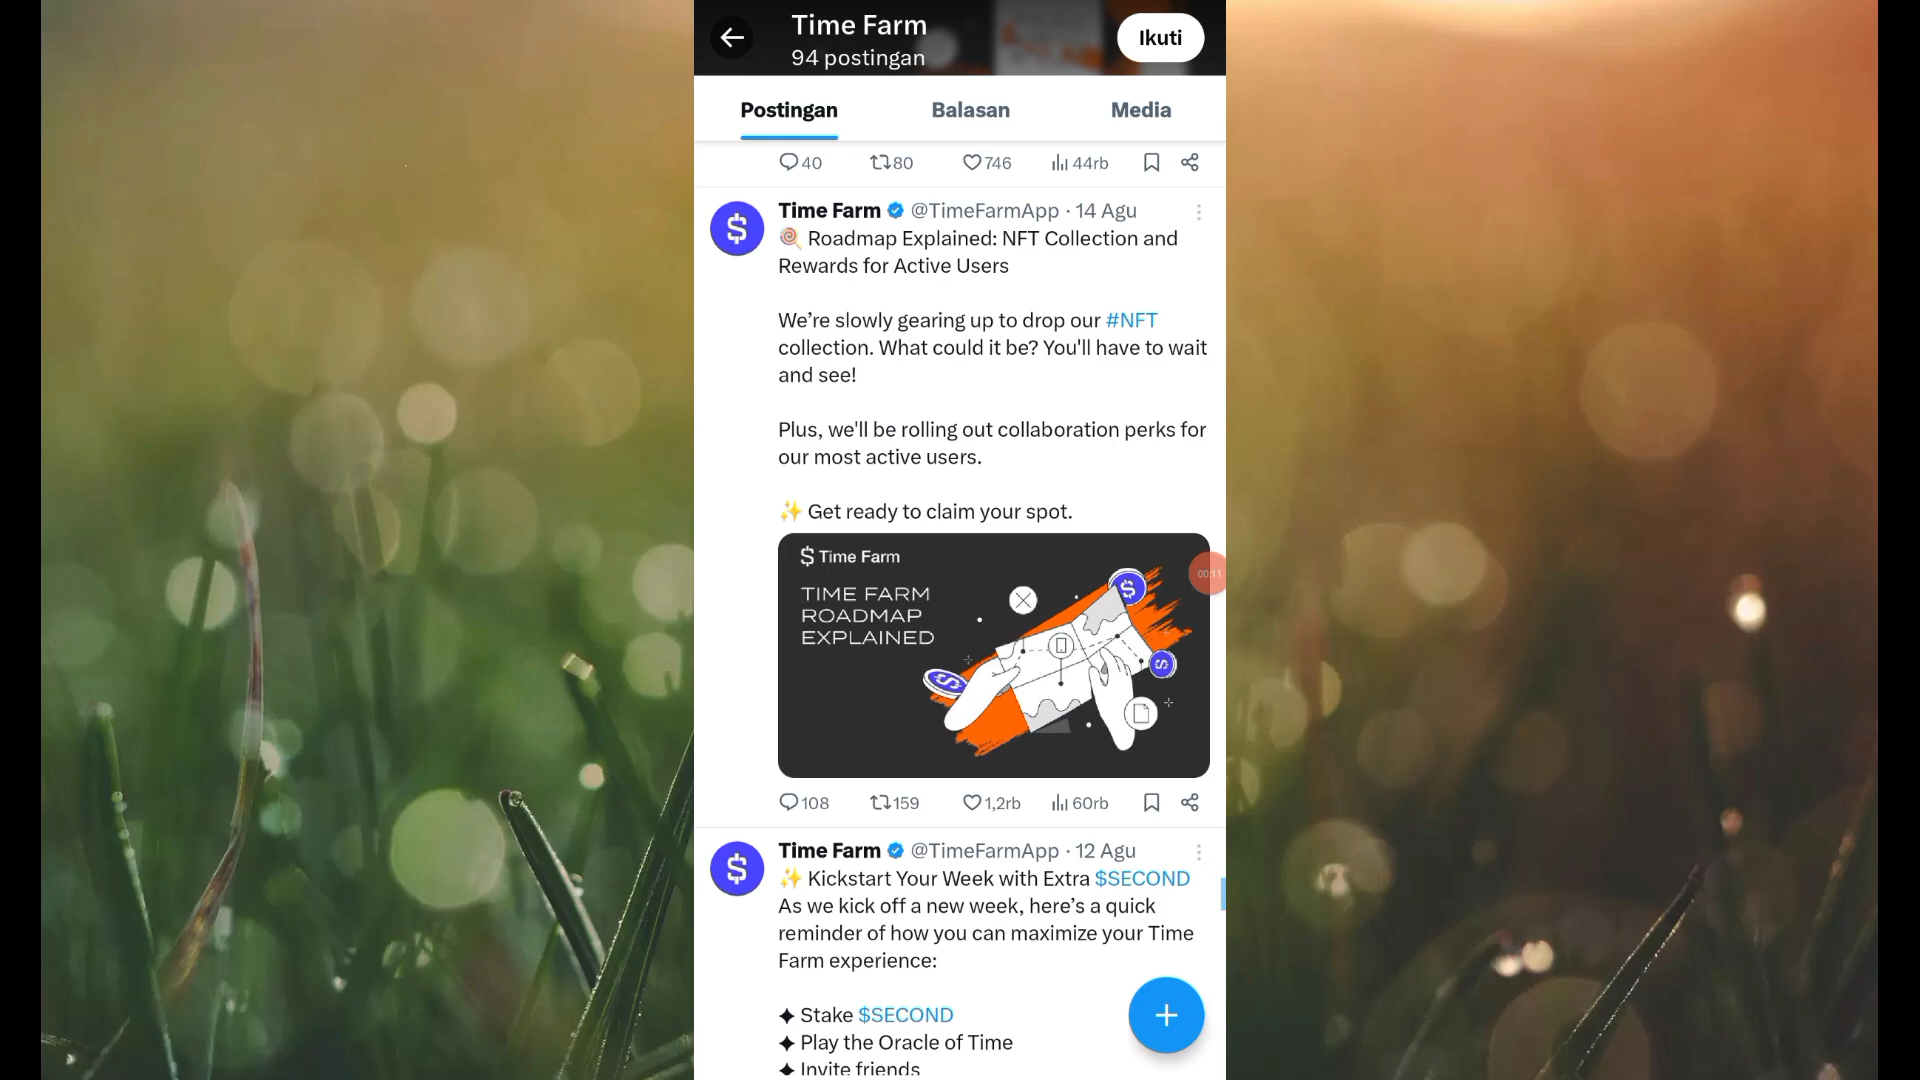 Time Farm
94 postingan
Ikuti
Postingan
Balasan
Media
40
80
746
44rb
Time Farm @TimeFarmApp · 14 Agu
🍭 Roadmap Explained: NFT Collection and
Rewards for Active Users
We’re slowly gearing up to drop our #NFT
collection. What could it be? You'll have to wait
and see!
Plus, we'll be rolling out collaboration perks for
our most active users.
✨ Get ready to claim your spot.
$ Time Farm
TIME FARM
ROADMAP
EXPLAINED
00:11
108
159
1,2rb
60rb
Time Farm @TimeFarmApp · 12 Agu
✨ Kickstart Your Week with Extra $SECOND
As we kick off a new week, here’s a quick
reminder of how you can maximize your Time
Farm experience:
✦ Stake $SECOND
✦ Play the Oracle of Time
✦ Invite friends